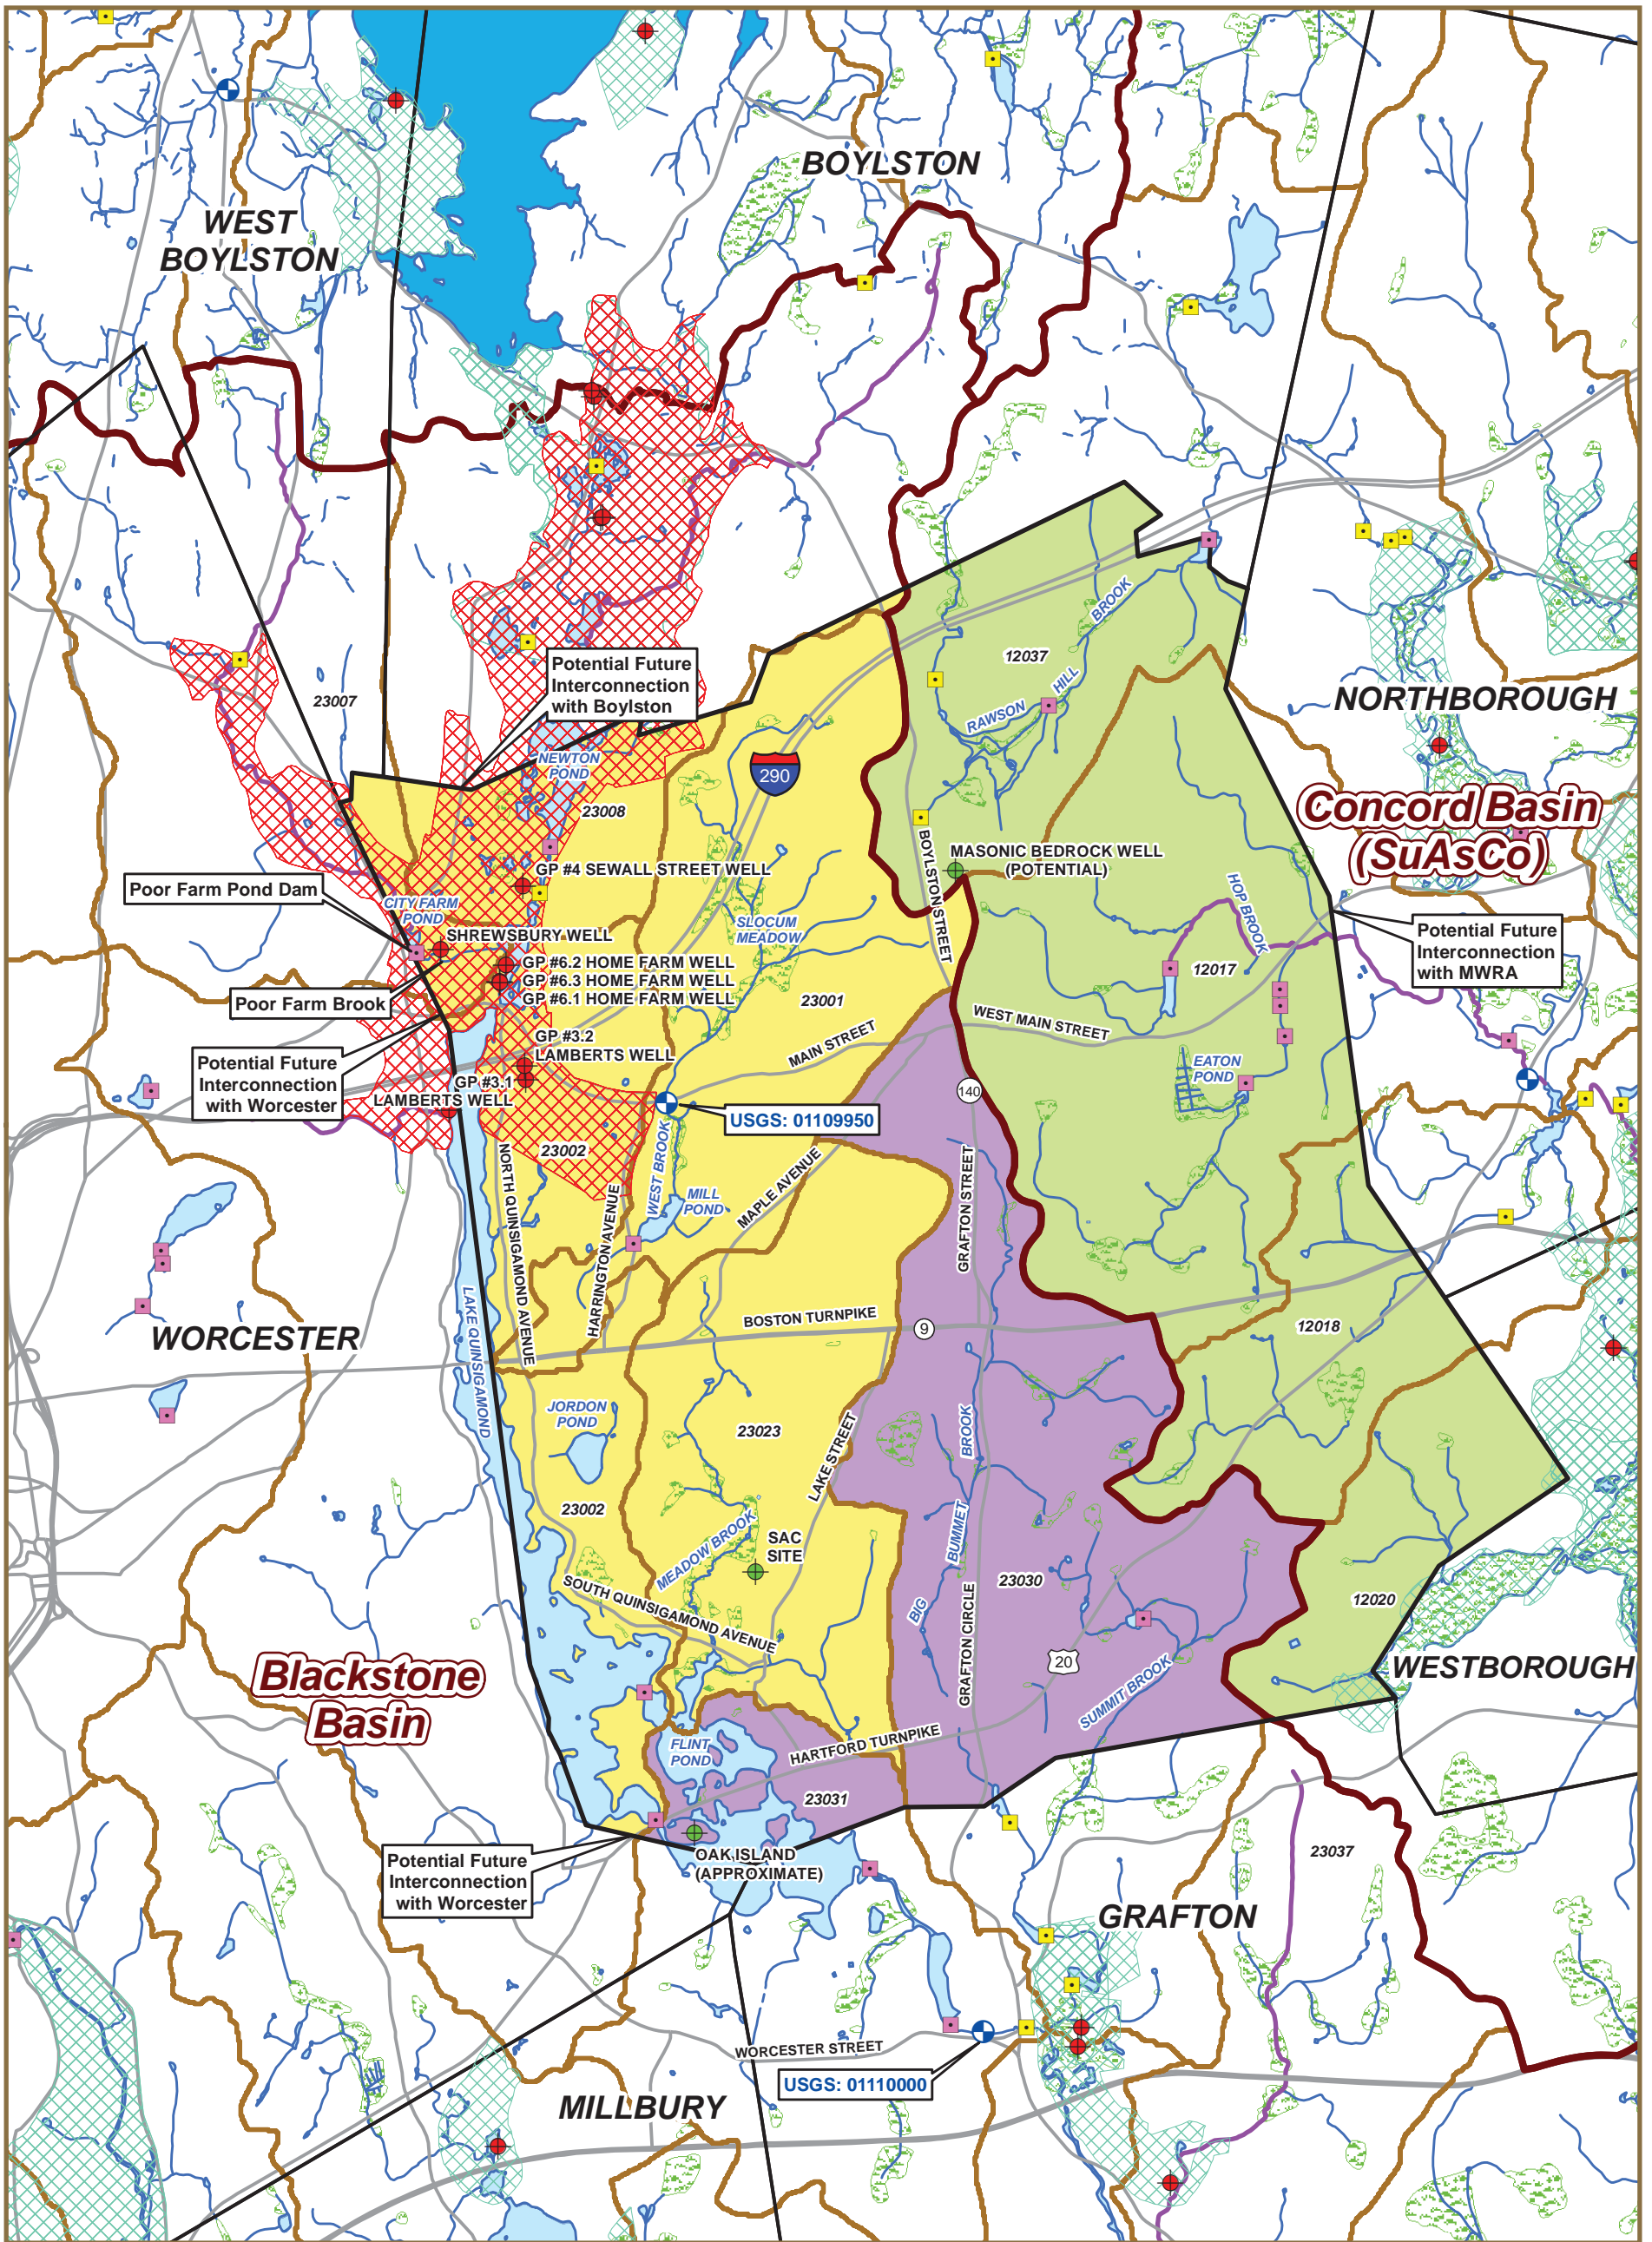 BOYLSTON
WEST
BOYLSTON
Potential Future
Interconnection
with Boylston
12037
BROOK
HILL
RAWSON
23007
NORTHBOROUGH
NEWTON
POND
290
23008
Concord Basin
(SuAsCo)
BOYLSTON STREET
MASONIC BEDROCK WELL
(POTENTIAL)
GP #4 SEWALL STREET WELL
Poor Farm Pond Dam
CITY FARM
POND
HOP BROOK
SLOCUM
MEADOW
SHREWSBURY WELL
Potential Future
Interconnection
with MWRA
GP #6.2 HOME FARM WELL
12017
GP #6.3 HOME FARM WELL
GP #6.1 HOME FARM WELL
23001
Poor Farm Brook
WEST MAIN STREET
MAIN STREET
GP #3.2
LAMBERTS WELL
Potential Future
Interconnection
with Worcester
EATON
POND
GP #3.1
LAMBERTS WELL
140
USGS: 01109950
23002
NORTH QUINSIGAMOND AVENUE
WEST BROOK
MAPLE AVENUE
GRAFTON STREET
MILL
POND
HARRINGTON AVENUE
LAKE QUINSIGAMOND
BOSTON TURNPIKE
9
12018
WORCESTER
JORDON
POND
BROOK
23023
LAKE STREET
23002
BUMMET
MEADOW BROOK
SAC
SITE
SOUTH QUINSIGAMOND AVENUE
23030
BIG
GRAFTON CIRCLE
12020
20
SUMMIT BROOK
WESTBOROUGH
Blackstone
Basin
FLINT
POND
HARTFORD TURNPIKE
23031
OAK ISLAND
(APPROXIMATE)
Potential Future
Interconnection
with Worcester
23037
GRAFTON
WORCESTER STREET
USGS: 01110000
MILLBURY